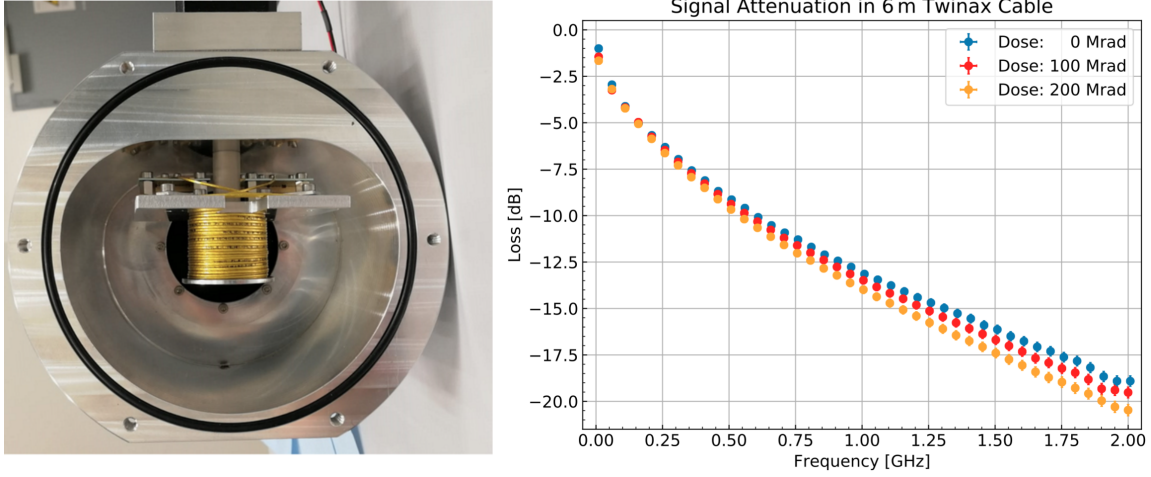 Signal Attenuation in 6 m Twinax Cable
Dose: 0 Mrad
Dose: 100 Mrad
Dose: 200 Mrad
0.0
−2.5
−5.0
−7.5
−10.0
−12.5
−15.0
−17.5
−20.0
Loss [dB]
0.00 0.25 0.50 0.75 1.00 1.25 1.50 1.75 2.00
Frequency [GHz]